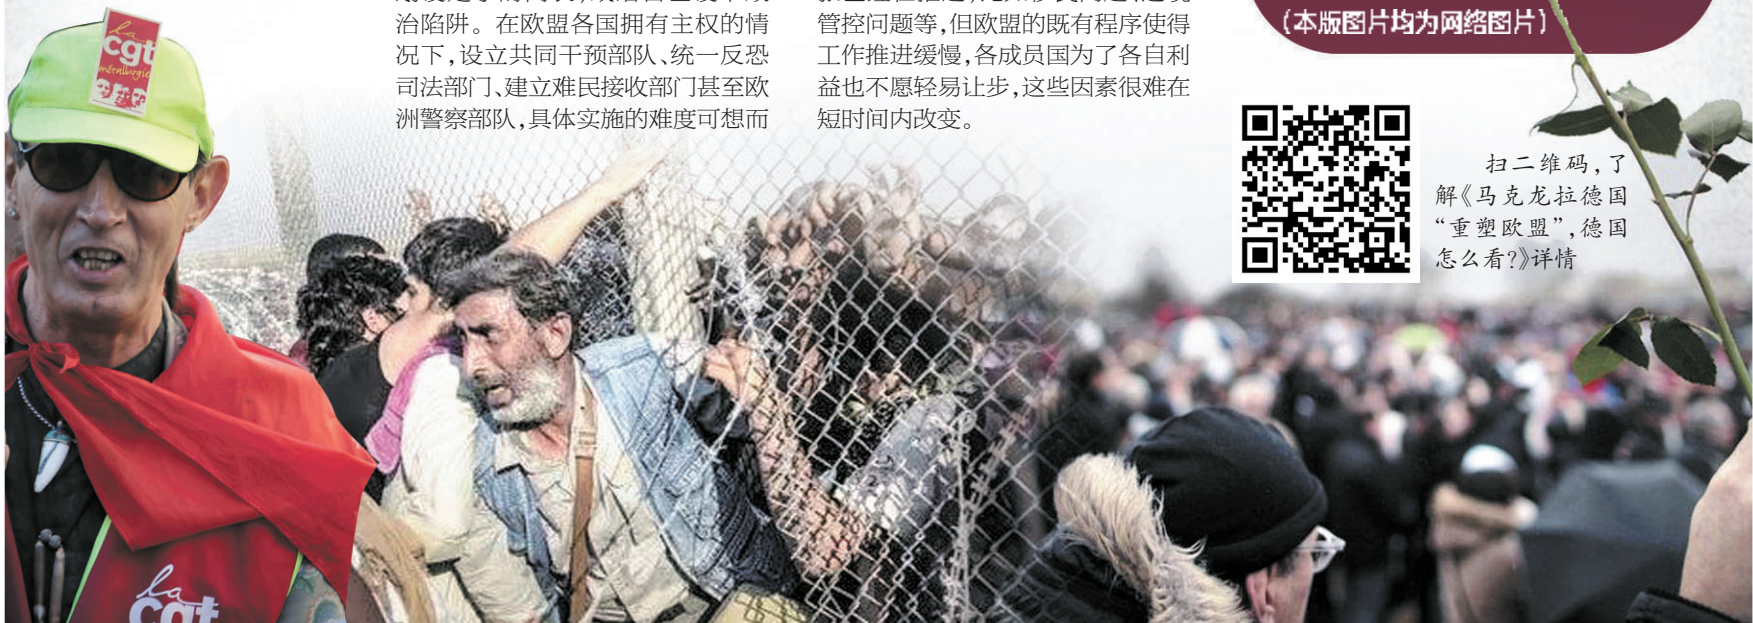 治陷阱。在欧盟各国拥有主权的情
况下,设立共同干预部队、统一反恐
司法部门、建立难民接收部门甚至欧
洲警察部队,具体实施的难度可想而
管控问题等,但欧盟的既有程序使得
工作推进缓慢,各成员国为了各自利
益也不愿轻易让步,这些因素很难在
短时间内改变。
(本版图片均为网络图片)
扫二维码,了
解《马克龙拉德国
“重塑欧盟”,德国
怎么看?》详情
la
cgt
métallurgie
la
cgt